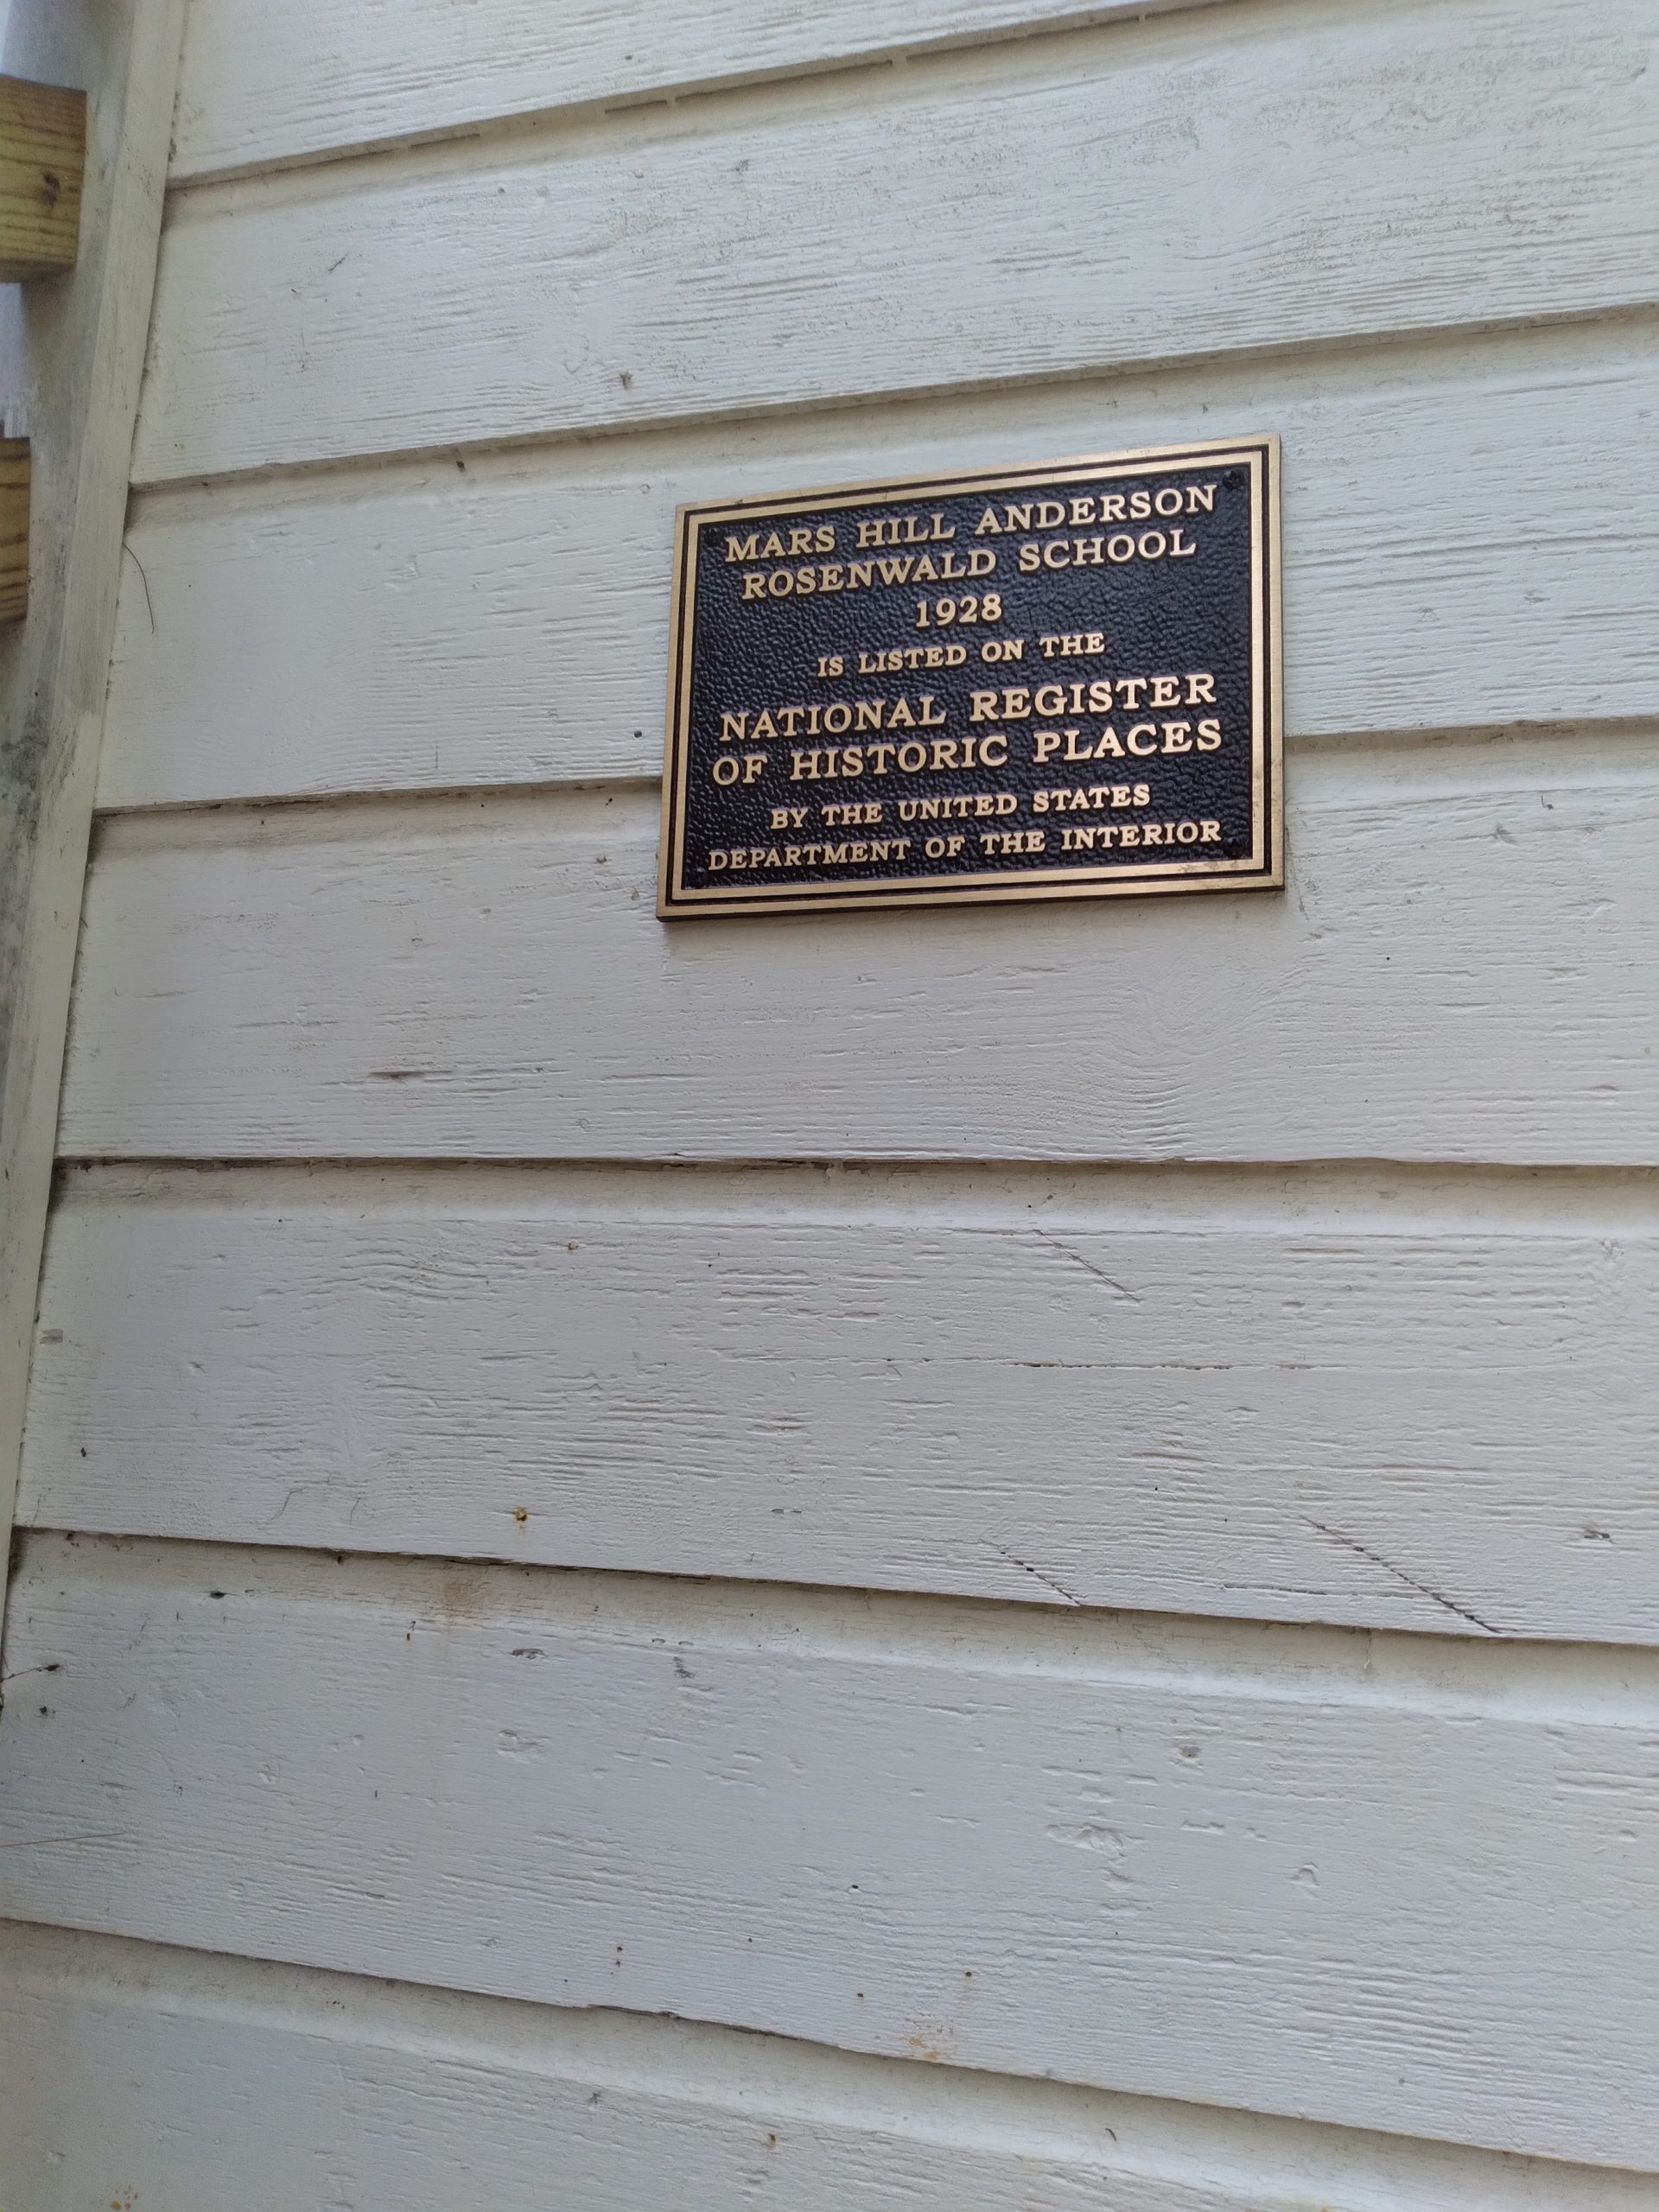 MARS HILL ANDERSON
ROSENWALD SCHOOL
1928
IS LISTED ON THE
NATIONAL REGISTER
OF HISTORIC PLACES
BY THE UNITED STATES
DEPARTMENT OF THE INTERIOR